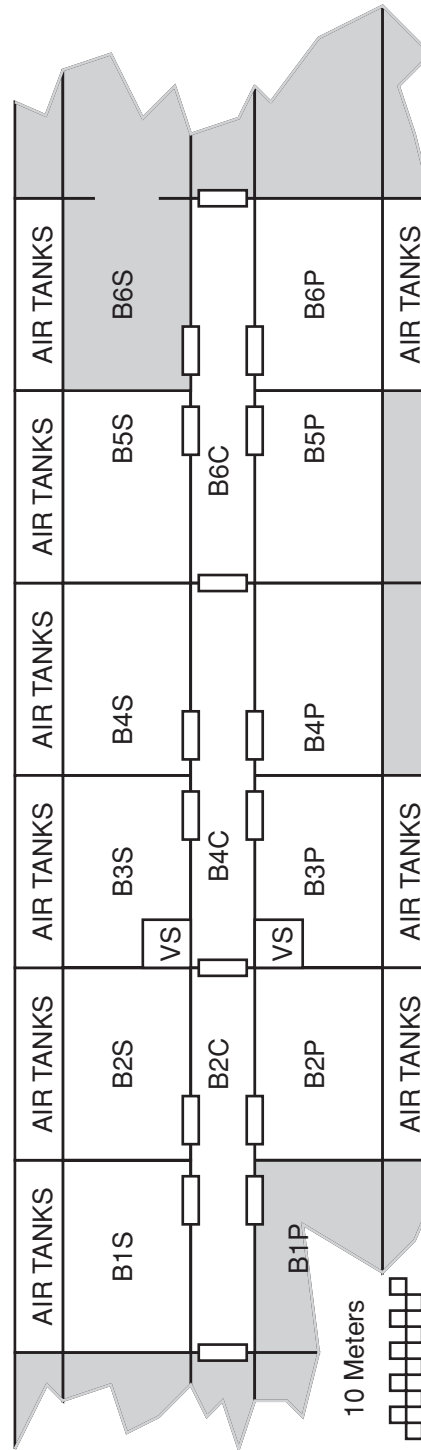 AIR TANKS AIR TANKS AIR TANKS AIR TANKS AIR TANKS AIR TANKS
B1S B2S B3S B4S B5S B6S
VS
B2C B4C B6C
VS
B1P B2P B3P B4P B5P B6P
10 Meters
AIR TANKS AIR TANKS AIR TANKS